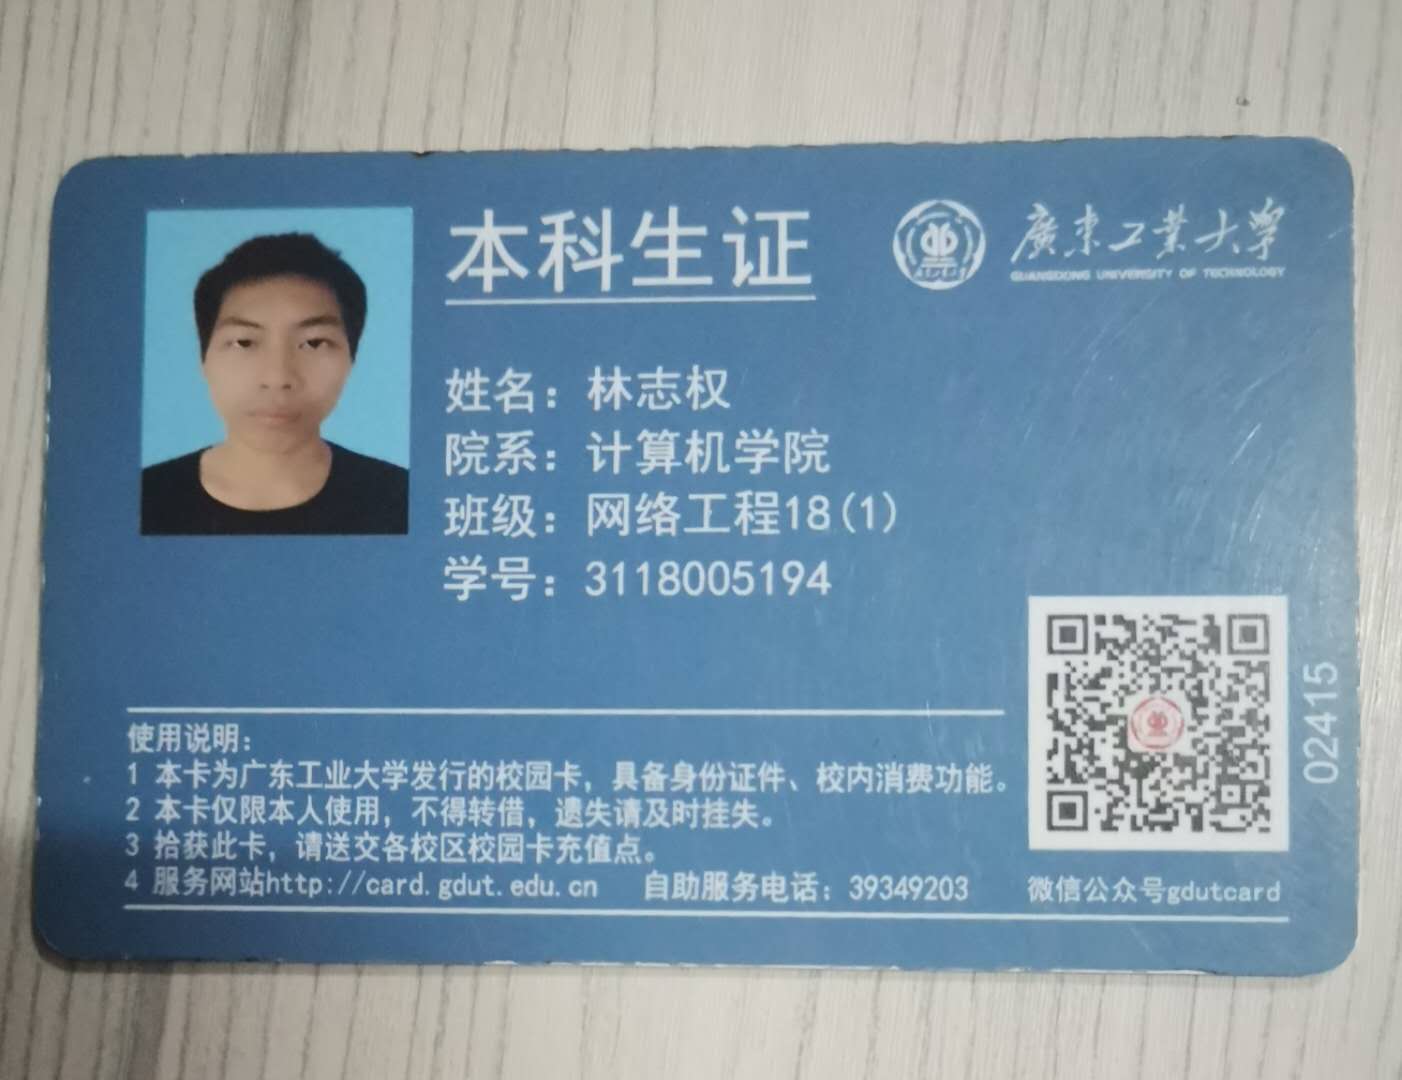 本科生证
廣東工業大學
GUANGDONG UNIVERSITY OF TECHNOLOGY
姓名：林志权
院系：计算机学院
班级：网络工程18(1)
学号：3118005194
02415
使用说明：
1 本卡为广东工业大学发行的校园卡，具备身份证件、校内消费功能。
2 本卡仅限本人使用，不得转借，遗失请及时挂失。
3 拾获此卡，请送交各校区校园卡充值点。
4 服务网站http://card.gdut.edu.cn 自助服务电话：39349203
微信公众号gdutcard